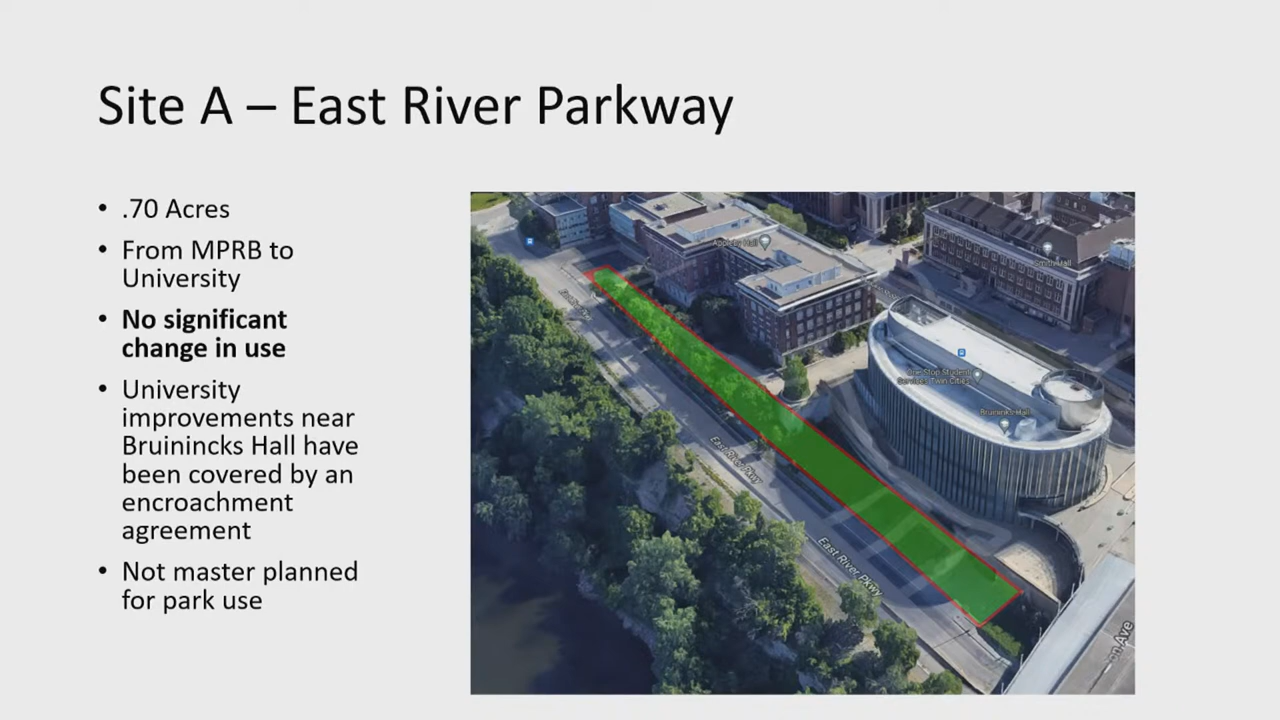 Site A – East River Parkway
• .70 Acres
• From MPRB to
University
• No significant
change in use
• University
improvements near
Bruinincks Hall have
been covered by an
encroachment
agreement
• Not master planned
for park use
Appleby Hall
Smith Hall
One Stop Student
Services Twin Cities
Bruininks Hall
East River Pkwy
East River Pkwy
on Ave